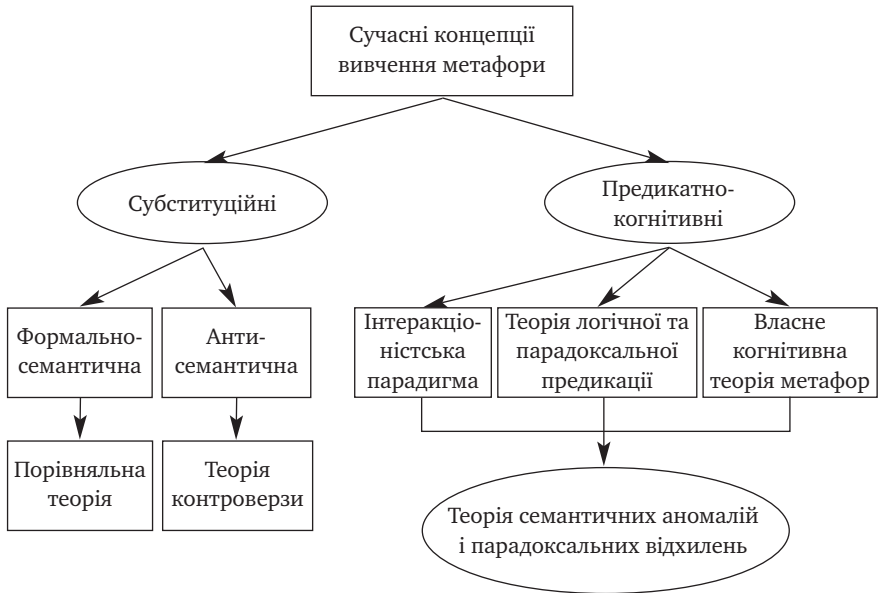 Сучасні концепції
вивчення метафори
Субституційні
Предикатно-
когнітивні
Формально-
семантична
Анти-
семантична
Інтеракціо-
ністська
парадигма
Теорія логічної та
парадоксальної
предикації
Власне
когнітивна
теорія метафор
Порівняльна
теорія
Теорія
контроверзи
Теорія семантичних аномалій
і парадоксальних відхилень